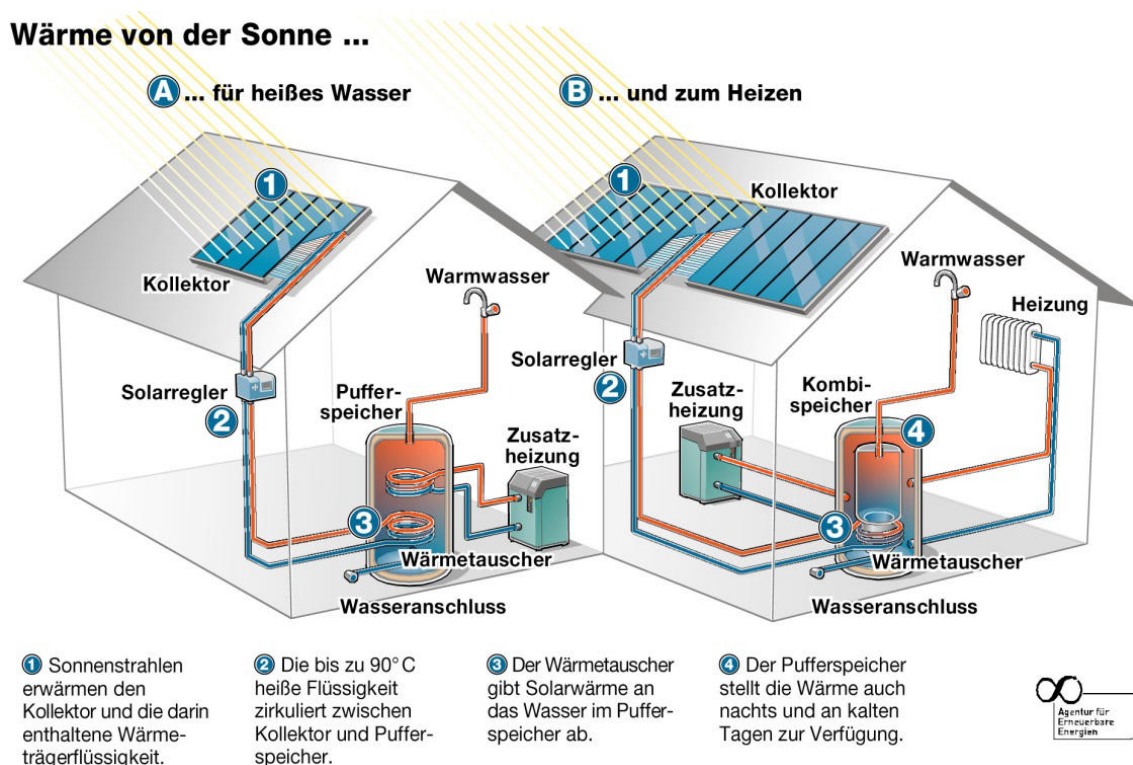 Wärme von der Sonne ...
A ... für heißes Wasser
B ... und zum Heizen
1
Kollektor
Warmwasser
Solarregler
2
Puffer-
speicher
Zusatz-
heizung
3
Wärmetauscher
Wasseranschluss
1
Kollektor
Warmwasser
Heizung
Solarregler
2
Zusatz-
heizung
Kombi-
speicher
4
3
Wärmetauscher
Wasseranschluss
1 Sonnenstrahlen
erwärmen den
Kollektor und die darin
enthaltene Wärme-
trägerflüssigkeit.
2 Die bis zu 90° C
heiße Flüssigkeit
zirkuliert zwischen
Kollektor und Puffer-
speicher.
3 Der Wärmetauscher
gibt Solarwärme an
das Wasser im Puffer-
speicher ab.
4 Der Pufferspeicher
stellt die Wärme auch
nachts und an kalten
Tagen zur Verfügung.
Agentur für
Erneuerbare
Energien